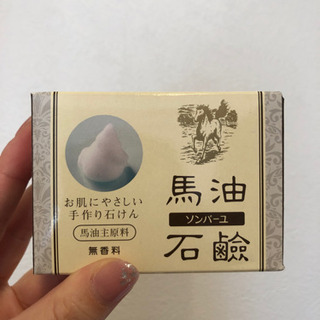 お肌にやさしい
手作り石けん
馬油主原料
無香料
馬油
ソンバーユ
石鹼